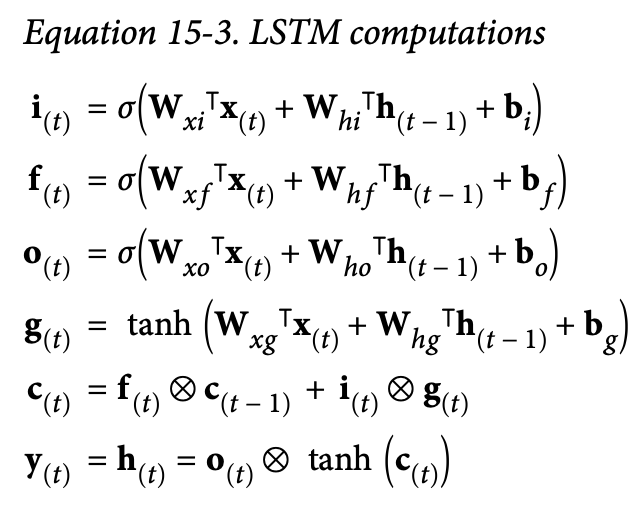 Equation 15-3. LSTM computations
i(t) = σ(Wxi⊤x(t) + Whi⊤h(t − 1) + bi)
f(t) = σ(Wxf⊤x(t) + Whf⊤h(t − 1) + bf)
o(t) = σ(Wxo⊤x(t) + Who⊤h(t − 1) + bo)
g(t) = tanh (Wxg⊤x(t) + Whg⊤h(t − 1) + bg)
c(t) = f(t) ⊗ c(t − 1) + i(t) ⊗ g(t)
y(t) = h(t) = o(t) ⊗ tanh (c(t))